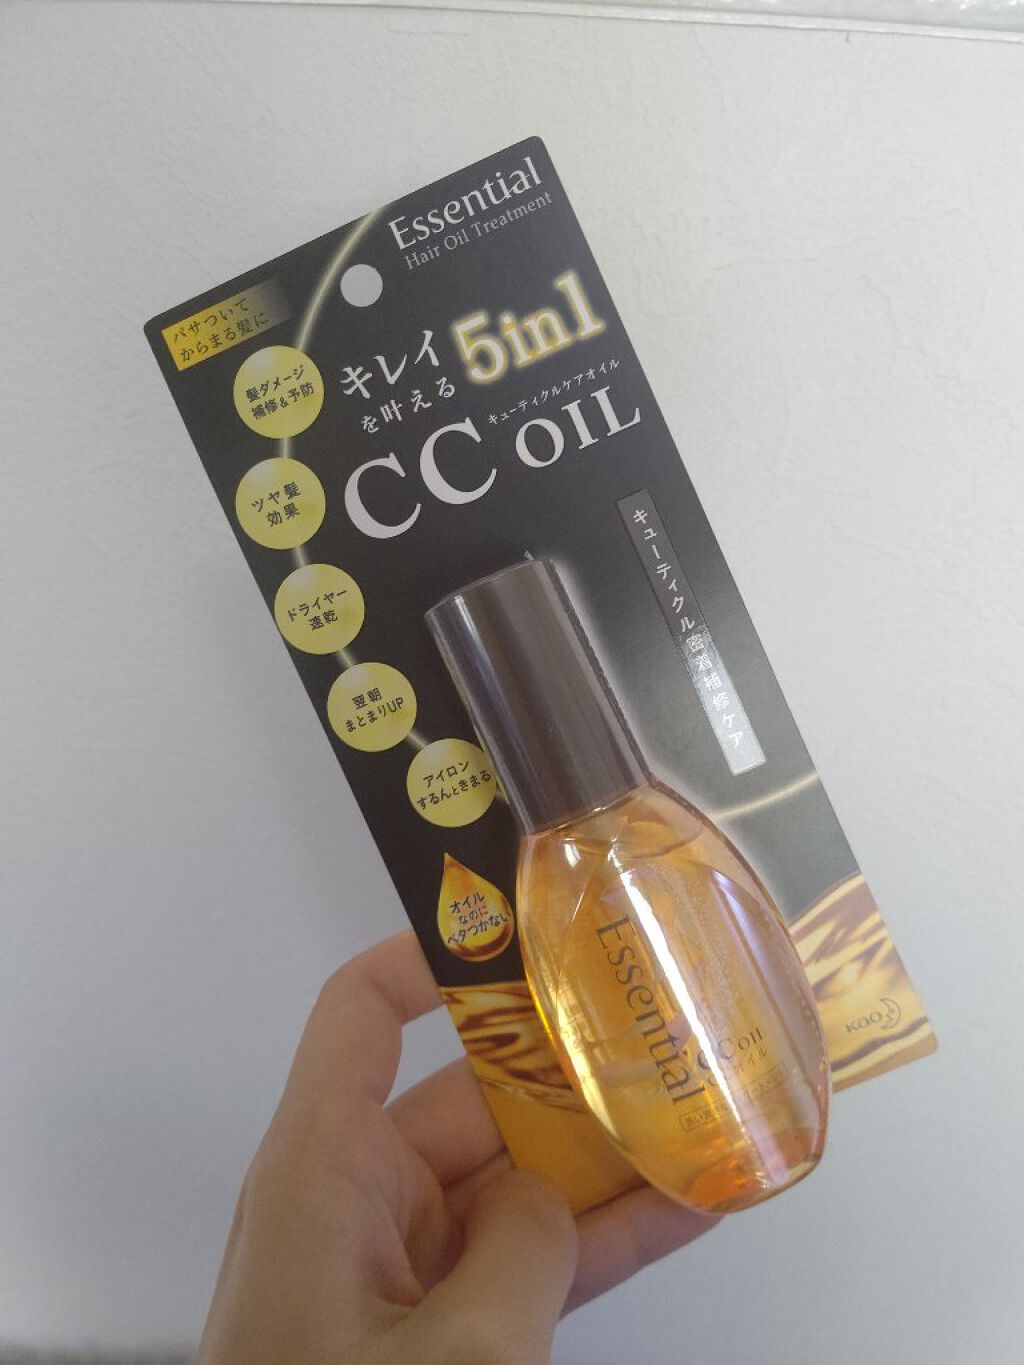 Essential
Hair Oil Treatment
パサついて
からまる髪に
キレイ
を叶える
5in1
キューティクルケアオイル
CC OIL
髪ダメージ
補修&予防
ツヤ髪
効果
ドライヤー
速乾
翌朝
まとまりUP
アイロン
するんときまる
キューティクル密着補修ケア
オイル
なのに
ベタつかない
Essential
CC OIL
オイル
Kao